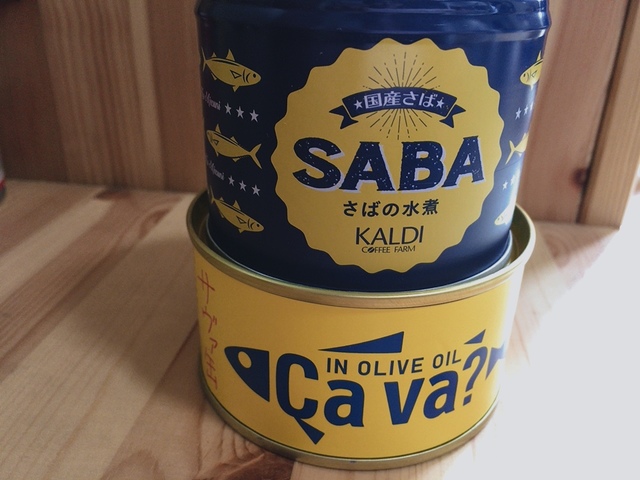 国産さば
SABA
さばの水煮
KALDI
COFFEE FARM
IN OLIVE OIL
Ça va?
サヴァ缶